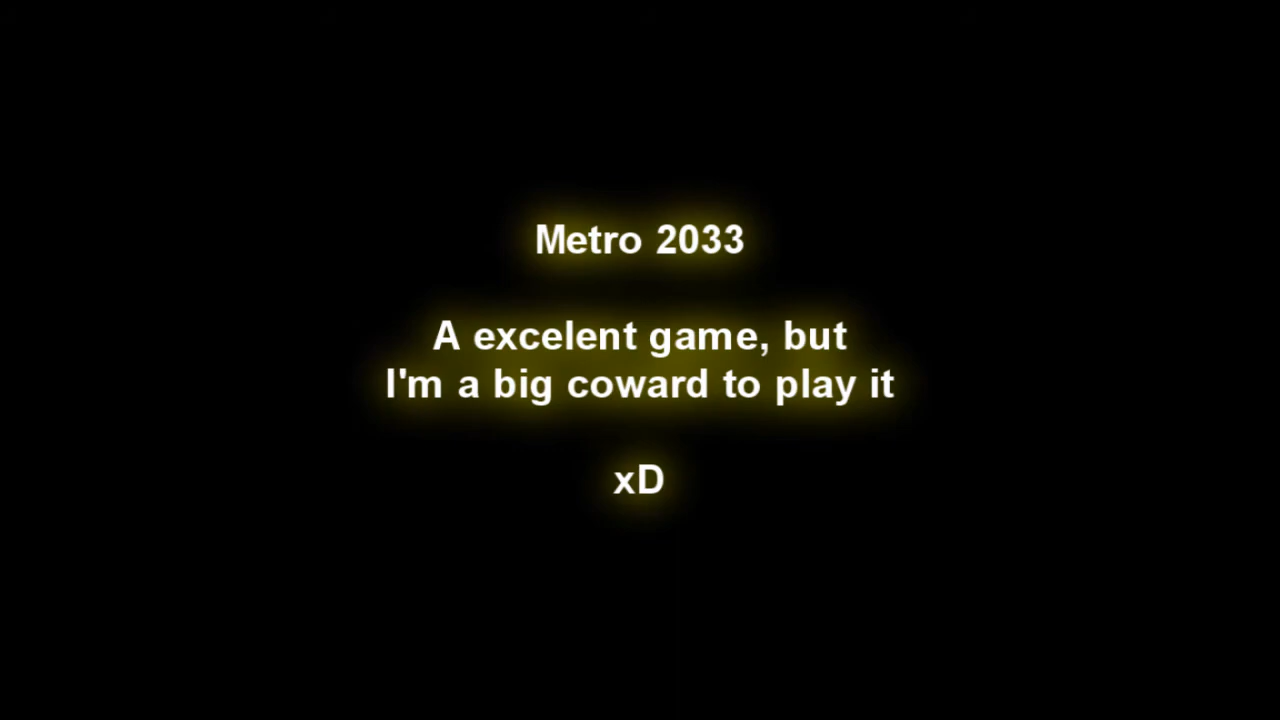 Metro 2033
A excelent game, but
I'm a big coward to play it
xD